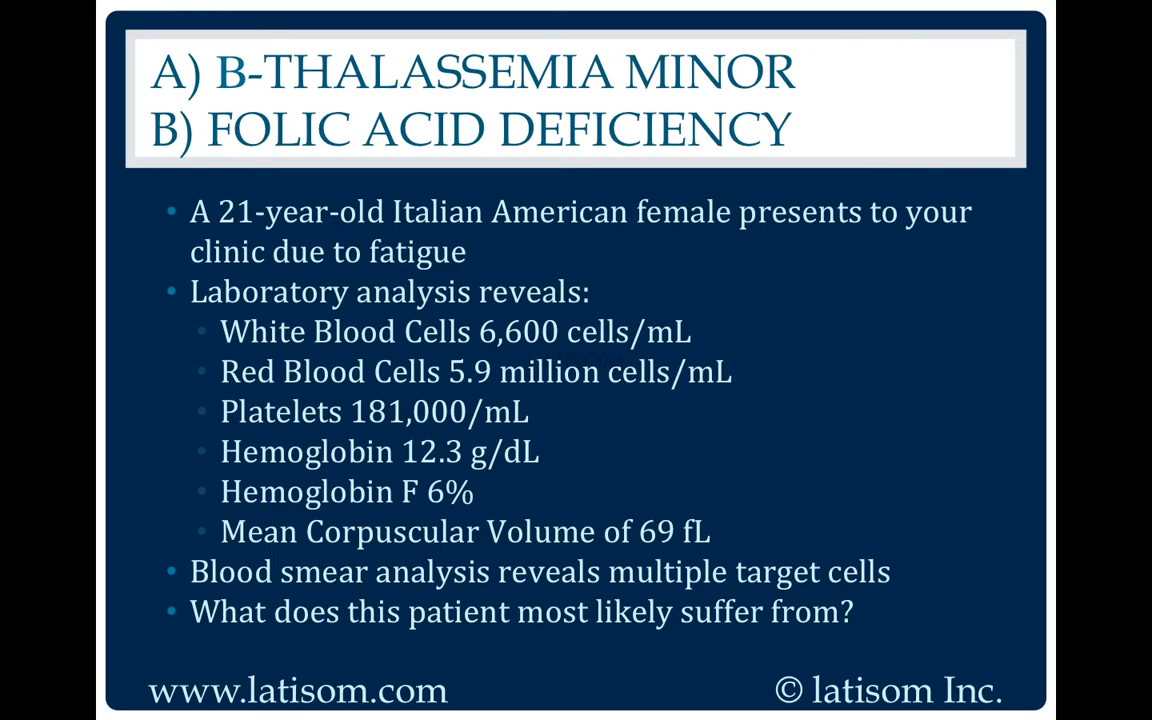 A) B-THALASSEMIA MINOR
B) FOLIC ACID DEFICIENCY
• A 21-year-old Italian American female presents to your
clinic due to fatigue
• Laboratory analysis reveals:
• White Blood Cells 6,600 cells/mL
• Red Blood Cells 5.9 million cells/mL
• Platelets 181,000/mL
• Hemoglobin 12.3 g/dL
• Hemoglobin F 6%
• Mean Corpuscular Volume of 69 fL
• Blood smear analysis reveals multiple target cells
• What does this patient most likely suffer from?
www.latisom.com
© latisom Inc.